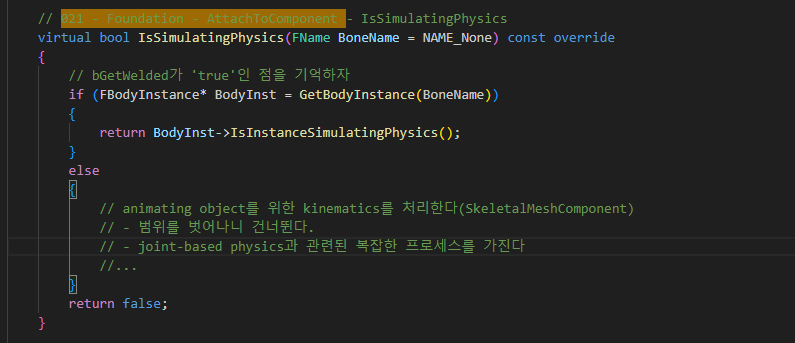 // 021 - Foundation - AttachToComponent - IsSimulatingPhysics
virtual bool IsSimulatingPhysics(FName BoneName = NAME_None) const override
{
// bGetWelded가 'true'인 점을 기억하자
if (FBodyInstance* BodyInst = GetBodyInstance(BoneName))
{
return BodyInst->IsInstanceSimulatingPhysics();
}
else
{
// animating object를 위한 kinematics를 처리한다(SkeletalMeshComponent)
// - 범위를 벗어나니 건너뛴다.
// - joint-based physics과 관련된 복잡한 프로세스를 가진다
//...
}
return false;
}